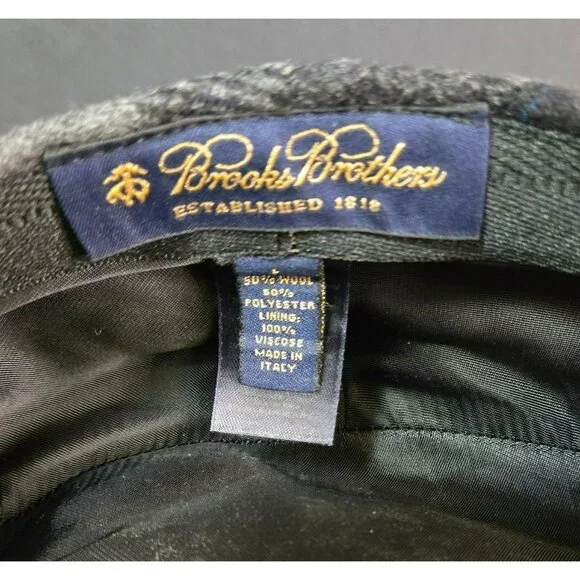 Brooks Brothers
ESTABLISHED 1818
L
50% WOOL
50%
POLYESTER
LINING:
100%
VISCOSE
MADE IN
ITALY